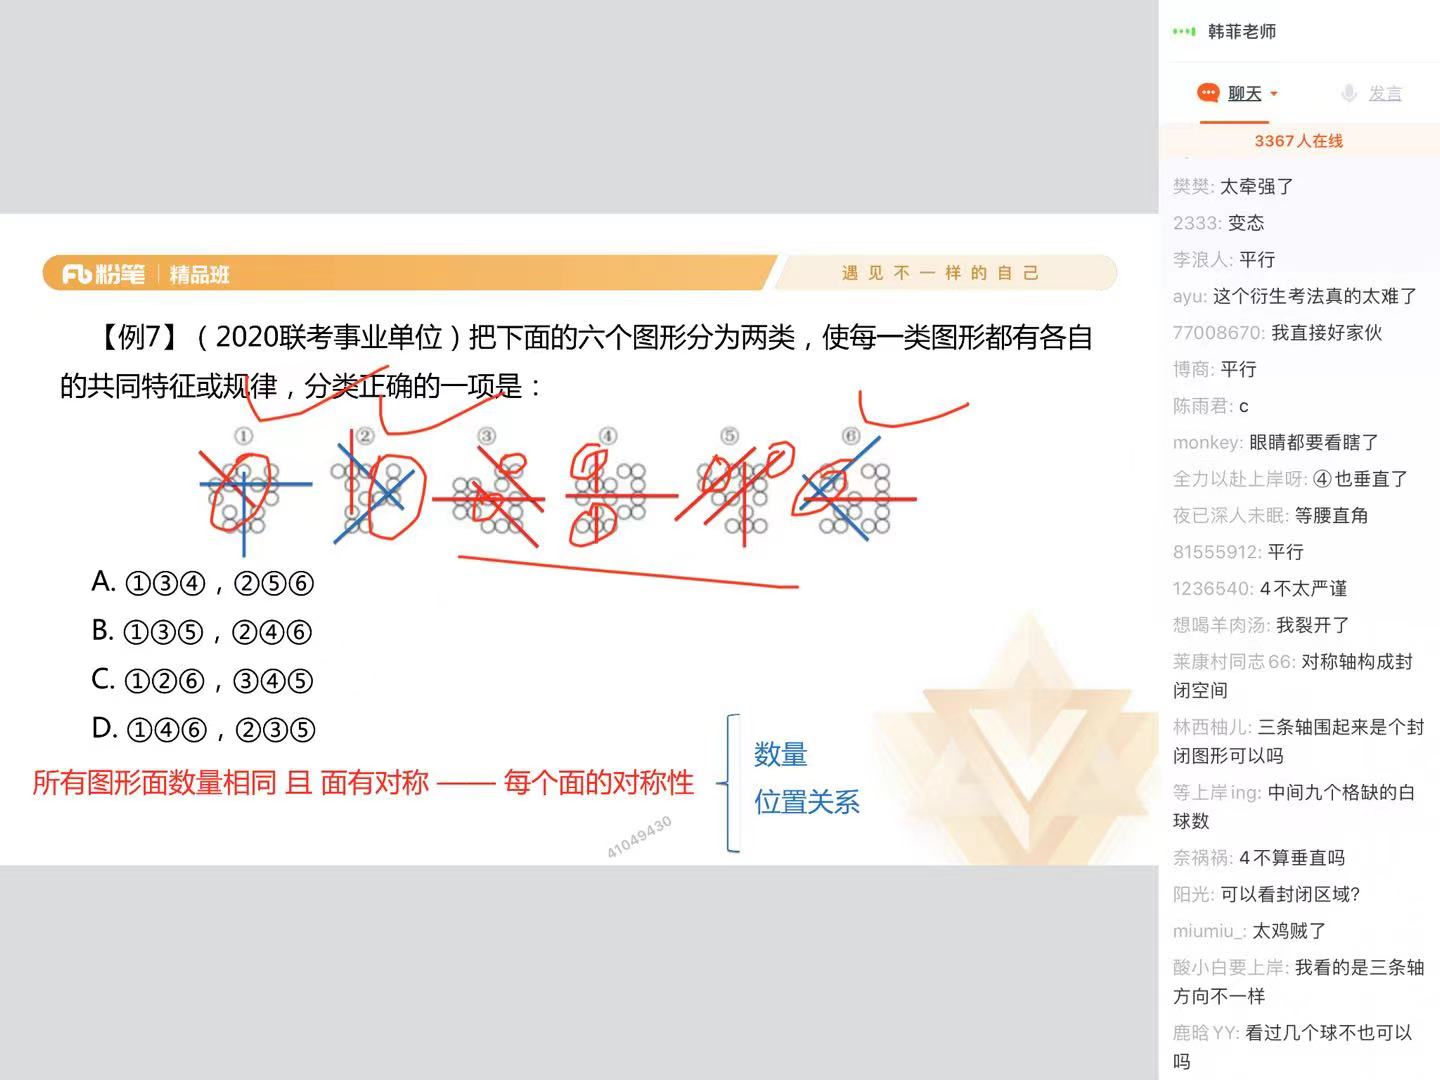 韩菲老师
聊天
发言
3367人在线
樊樊: 太牵强了
2333: 变态
李浪人: 平行
ayu: 这个衍生考法真的太难了
77008670: 我直接好家伙
博商: 平行
陈雨君: c
monkey: 眼睛都要看瞎了
全力以赴上岸呀: ④也垂直了
夜已深人未眠: 等腰直角
81555912: 平行
1236540: 4不太严谨
想喝羊肉汤: 我裂开了
莱康村同志66: 对称轴构成封
闭空间
林西柚儿: 三条轴围起来是个封
闭图形可以吗
等上岸ing: 中间九个格缺的白
球数
奈祸祸: 4不算垂直吗
阳光: 可以看封闭区域?
miumiu_: 太鸡贼了
酸小白要上岸: 我看的是三条轴
方向不一样
鹿晗YY: 看过几个球不也可以
吗
粉笔 精品班
遇见不一样的自己
【例7】（2020联考事业单位）把下面的六个图形分为两类，使每一类图形都有各自
的共同特征或规律，分类正确的一项是：
① ② ③ ④ ⑤ ⑥
A. ①③④，②⑤⑥
B. ①③⑤，②④⑥
C. ①②⑥，③④⑤
D. ①④⑥，②③⑤
所有图形面数量相同 且 面有对称 —— 每个面的对称性
数量
位置关系
41049430